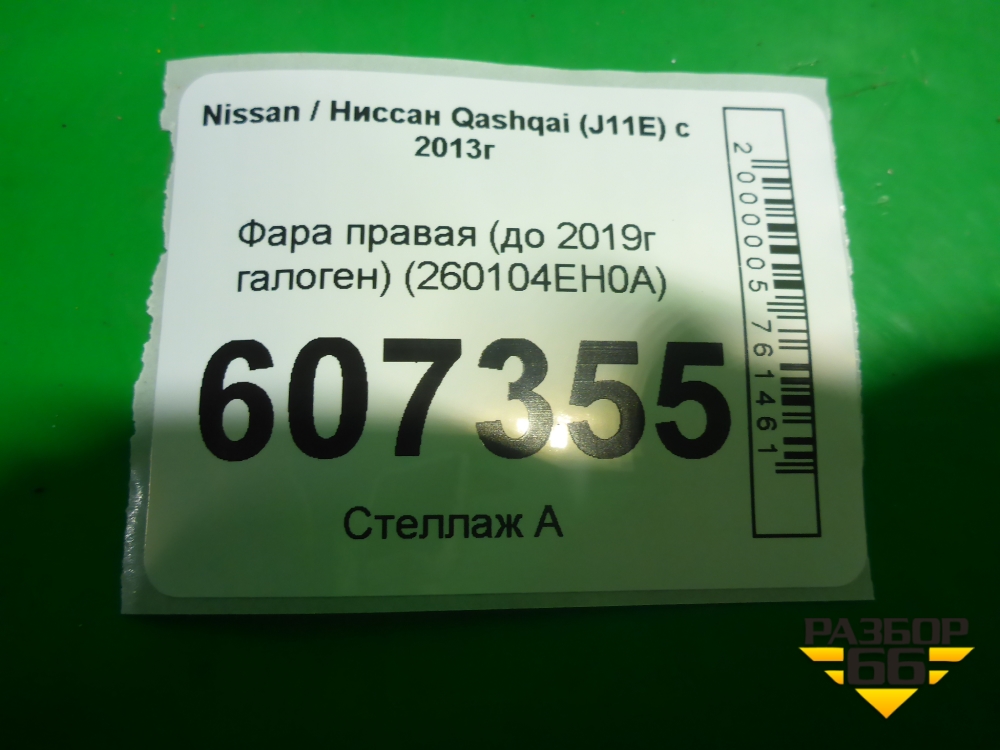 Nissan / Ниссан Qashqai (J11E) с
2013г
Фара правая (до 2019г
галоген) (260104EH0A)
607355
Стеллаж А
2000005761461
РАЗБОР
66